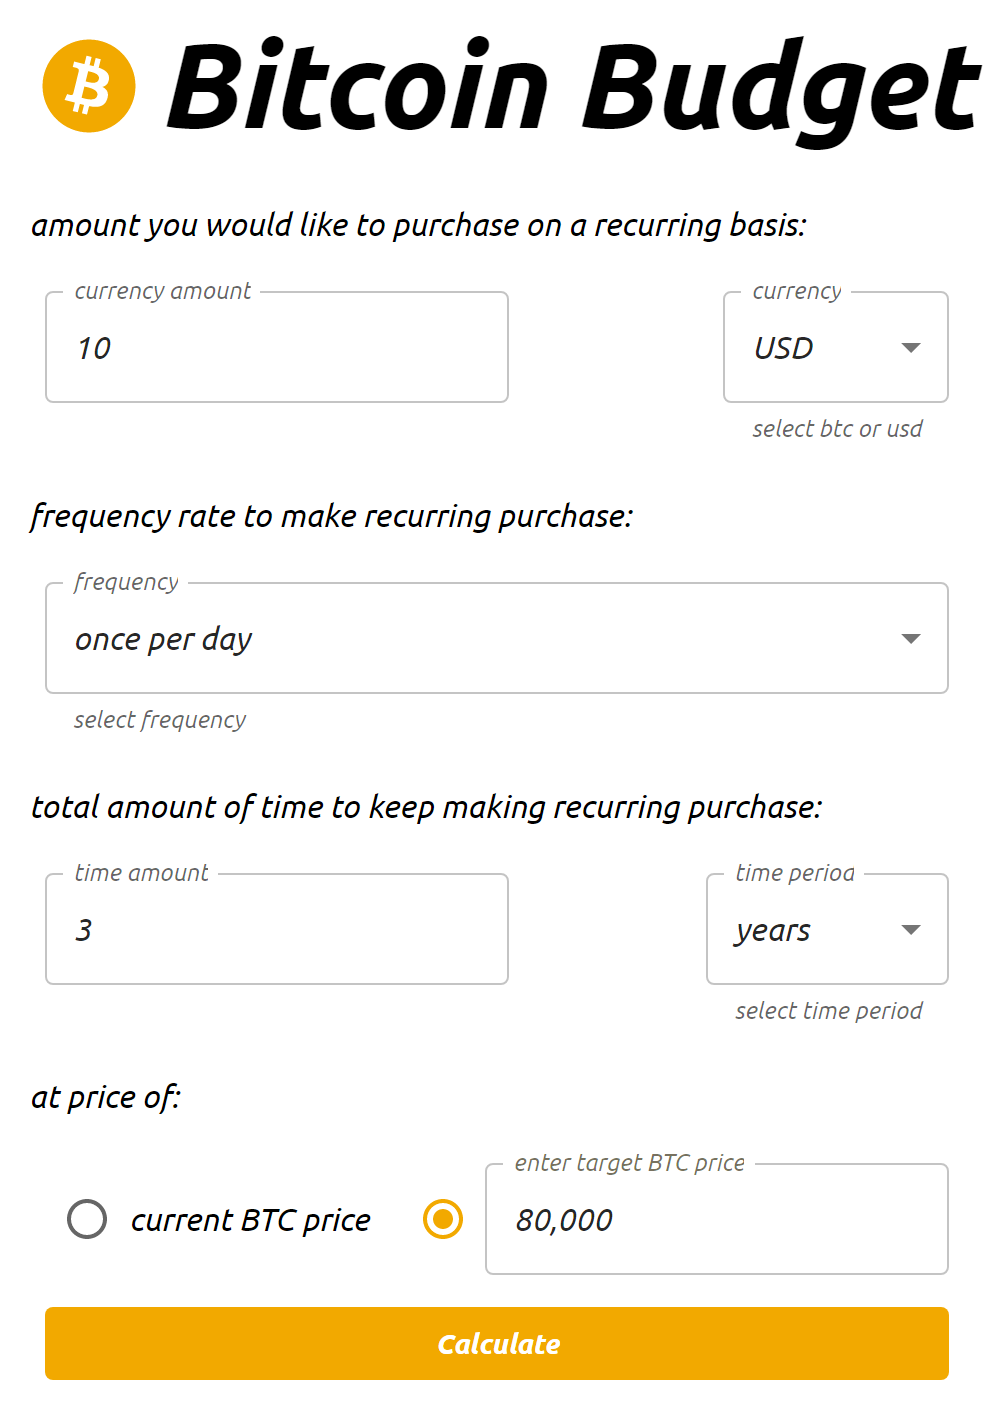 Bitcoin Budget
amount you would like to purchase on a recurring basis:
currency amount
currency
10
USD
select btc or usd
frequency rate to make recurring purchase:
frequency
once per day
select frequency
total amount of time to keep making recurring purchase:
time amount
time period
3
years
select time period
at price of:
enter target BTC price
current BTC price
80,000
Calculate